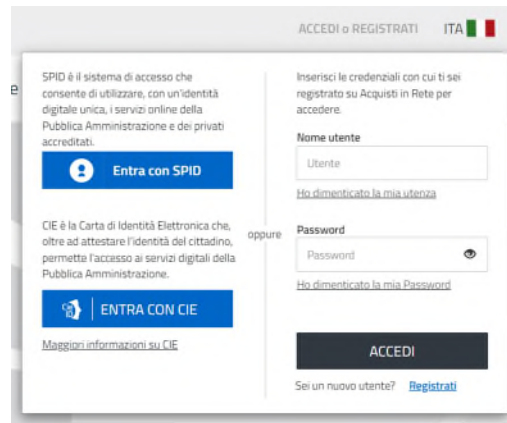 ACCEDI o REGISTRATI ITA
e
SPID è il sistema di accesso che
consente di utilizzare, con un'identità
digitale unica, i servizi online della
Pubblica Amministrazione e dei privati
accreditati.
Entra con SPID
CIE è la Carta di Identità Elettronica che,
oltre ad attestare l'identità del cittadino,
permette l'accesso ai servizi digitali della
Pubblica Amministrazione.
ENTRA CON CIE
Maggiori informazioni su CIE
oppure
Inserisci le credenziali con cui ti sei
registrato su Acquisti in Rete per
accedere.
Nome utente
Utente
Ho dimenticato la mia utenza
Password
Password
Ho dimenticato la mia Password
ACCEDI
Sei un nuovo utente? Registrati